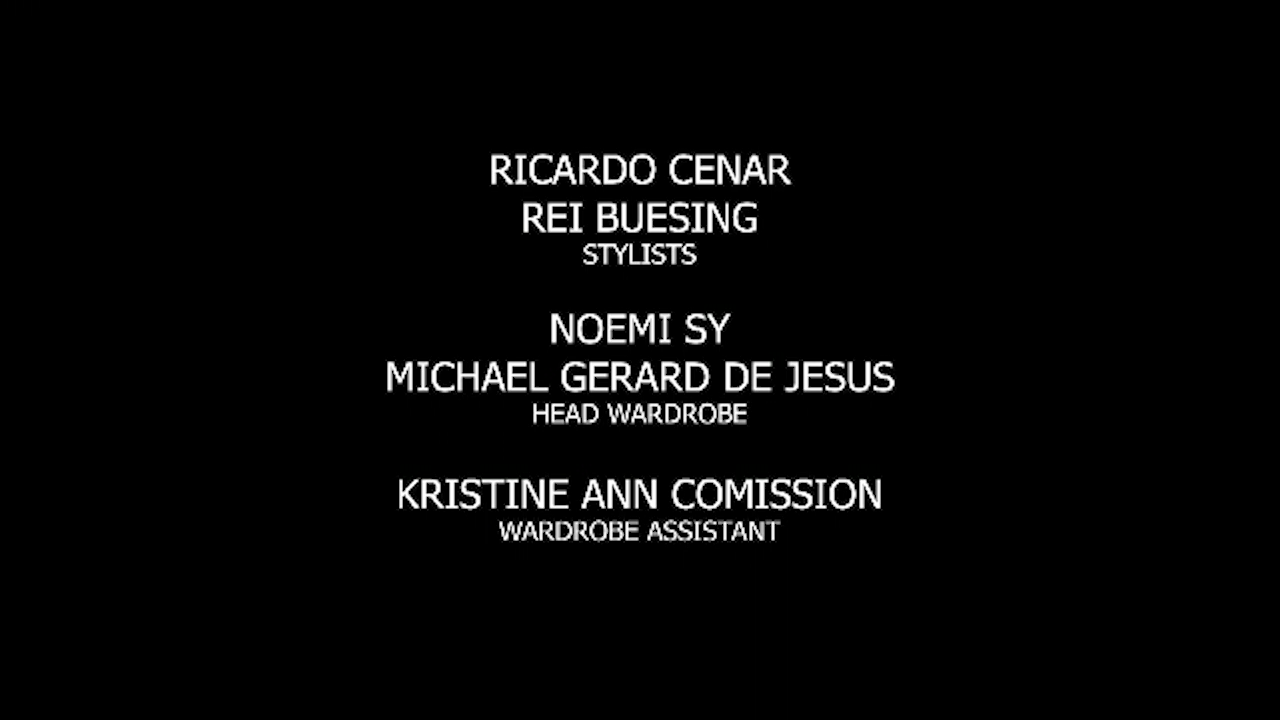 RICARDO CENAR
REI BUESING
STYLISTS
NOEMI SY
MICHAEL GERARD DE JESUS
HEAD WARDROBE
KRISTINE ANN COMISSION
WARDROBE ASSISTANT